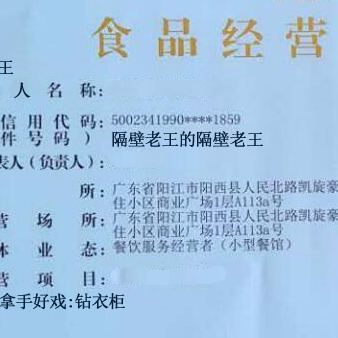 食品经营
王
人名称:
信用代码:5002341990****1859
件号码)隔壁老王的隔壁老王
表人(负责人):
所:广东省阳江市阳西县人民北路凯旋豪
住小区商业广场1层A113a号
营场所:广东省阳江市阳西县人民北路凯旋豪
住小区商业广场1层A113a号
体业态:餐饮服务经营者(小型餐馆)
营项目:
拿手好戏:钻衣柜